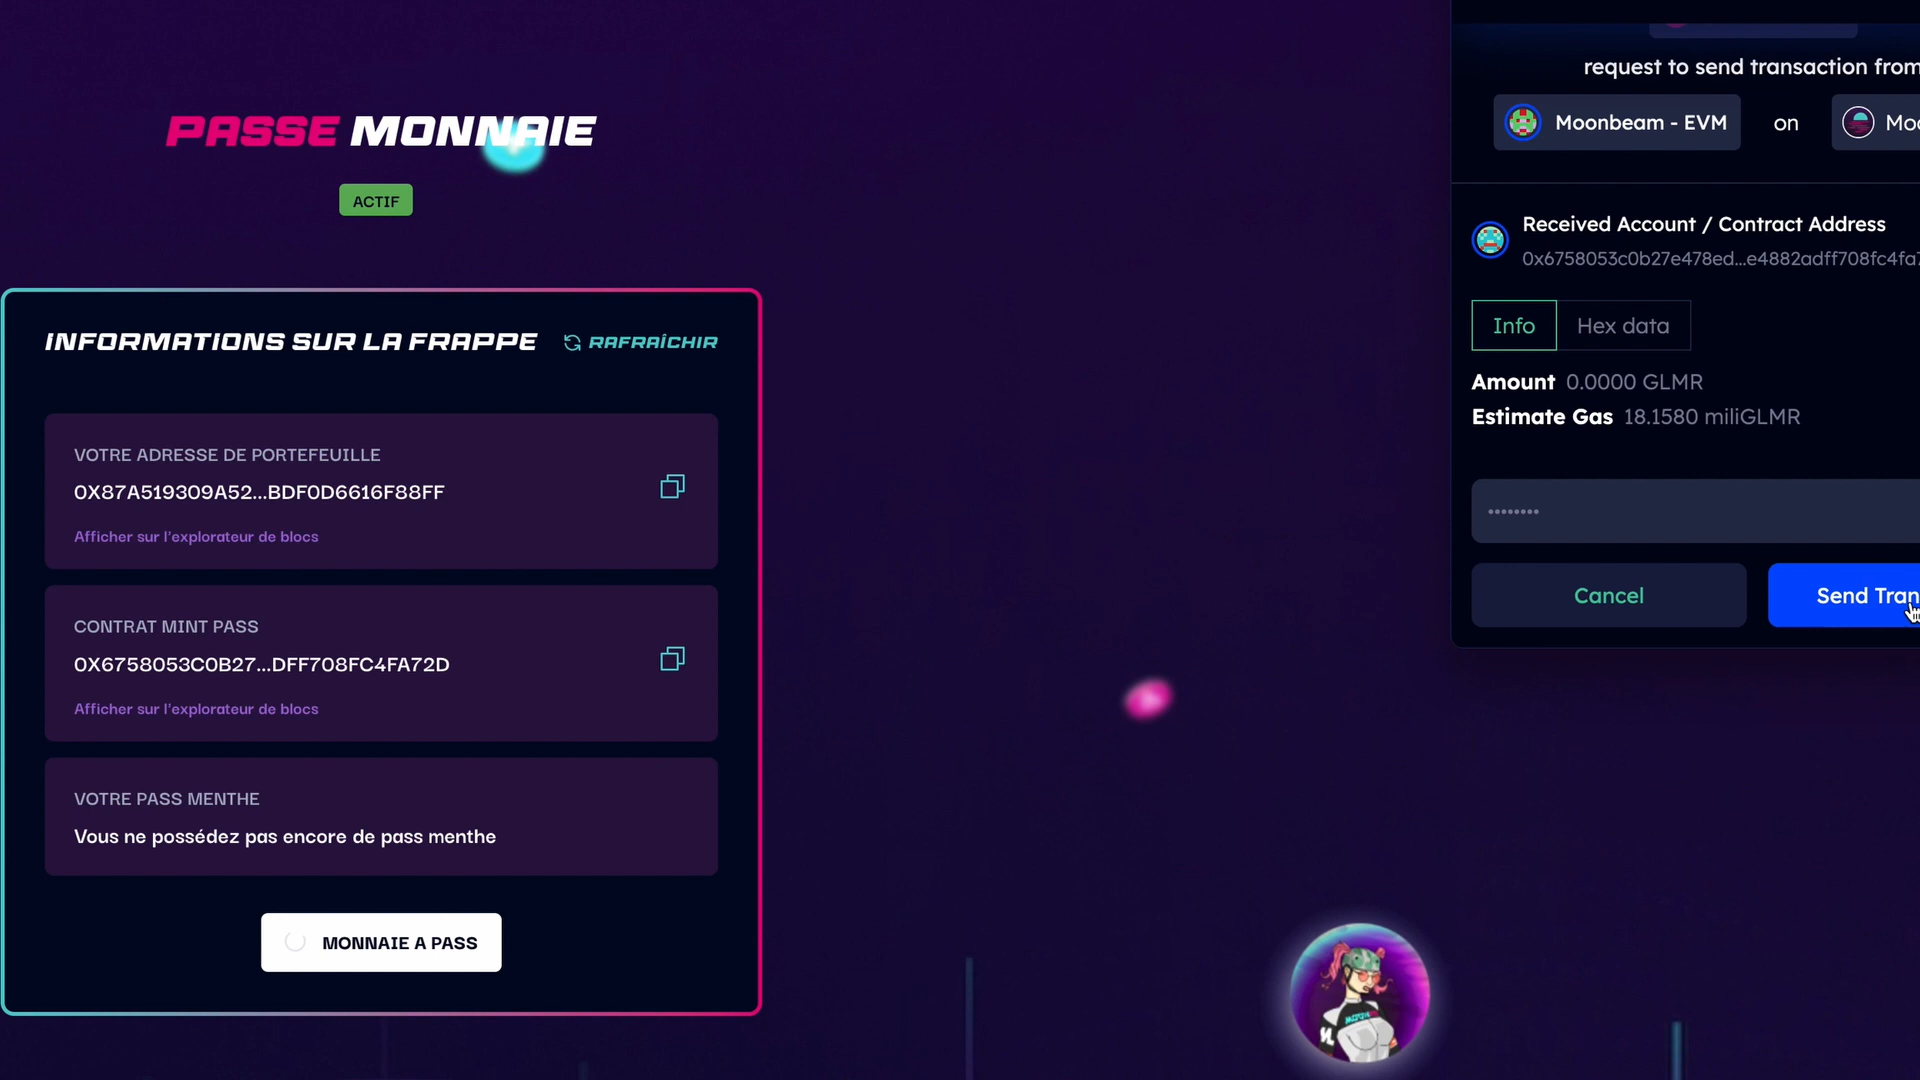 PASSE MONNAIE
ACTIF
INFORMATIONS SUR LA FRAPPE
RAFRAÎCHIR
VOTRE ADRESSE DE PORTEFEUILLE
0X87A519309A52...BDF0D6616F88FF
Afficher sur l'explorateur de blocs
CONTRAT MINT PASS
0X6758053C0B27...DFF708FC4FA72D
Afficher sur l'explorateur de blocs
VOTRE PASS MENTHE
Vous ne possédez pas encore de pass menthe
MONNAIE A PASS
request to send transaction from
Moonbeam - EVM on
Received Account / Contract Address
0x6758053c0b27e478ed...e4882adff708fc4fa7
Info Hex data
Amount 0.0000 GLMR
Estimate Gas 18.1580 miliGLMR
Cancel
Send